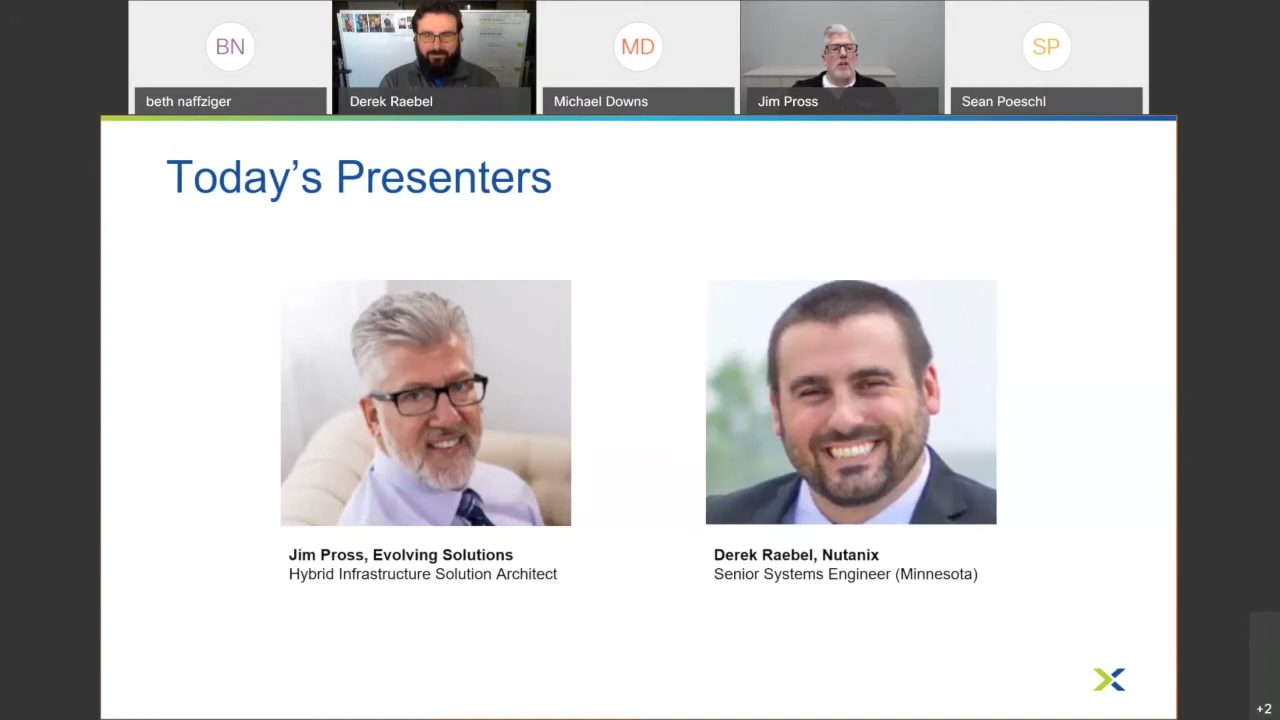 BN
MD
SP
beth naffziger
Derek Raebel
Michael Downs
Jim Pross
Sean Poeschl
Today’s Presenters
Jim Pross, Evolving Solutions
Hybrid Infrastructure Solution Architect
Derek Raebel, Nutanix
Senior Systems Engineer (Minnesota)
+2